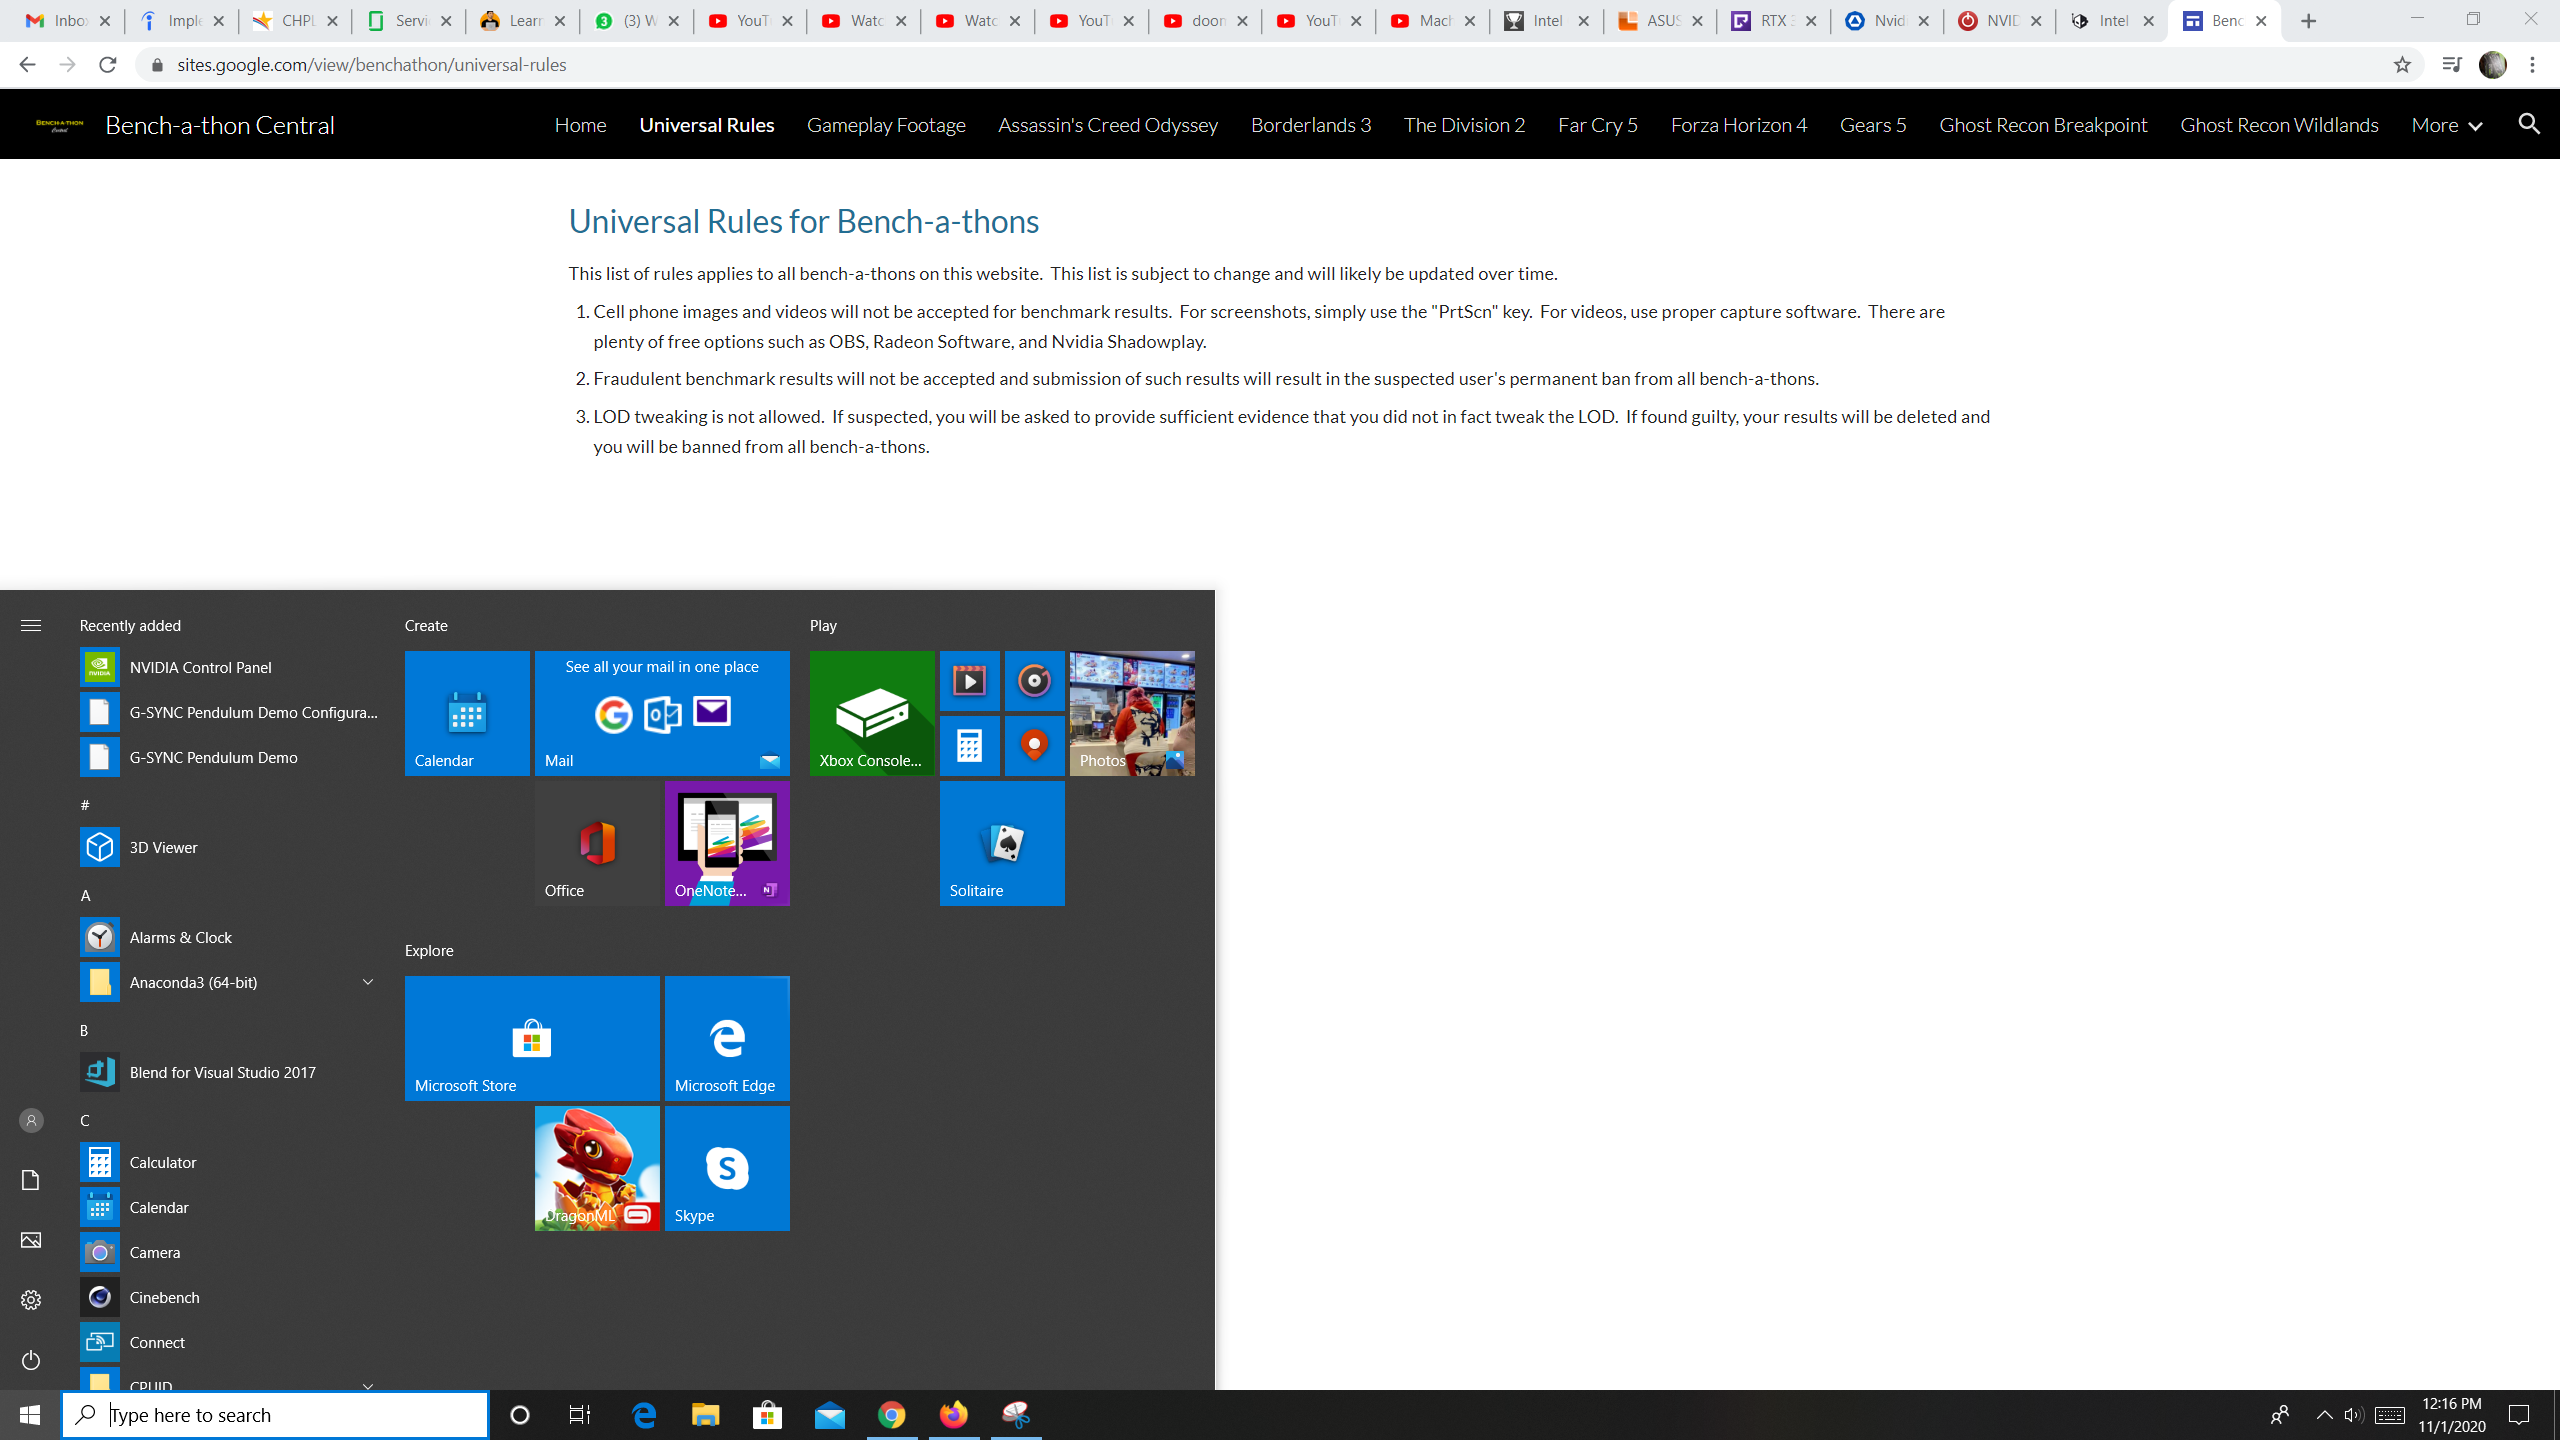 Inbox
Imple
CHPL
Servi
Learn
(3) W
YouT
Watc
Watc
YouT
doom
YouT
Mach
Intel
ASUS
RTX 3
Nvidi
NVID
Intel
Benc
sites.google.com/view/benchathon/universal-rules
BENCH-A-THON
Central
Bench-a-thon Central
Home
Universal Rules
Gameplay Footage
Assassin's Creed Odyssey
Borderlands 3
The Division 2
Far Cry 5
Forza Horizon 4
Gears 5
Ghost Recon Breakpoint
Ghost Recon Wildlands
More
Universal Rules for Bench-a-thons
This list of rules applies to all bench-a-thons on this website. This list is subject to change and will likely be updated over time.
1. Cell phone images and videos will not be accepted for benchmark results. For screenshots, simply use the "PrtScn" key. For videos, use proper capture software. There are
plenty of free options such as OBS, Radeon Software, and Nvidia Shadowplay.
2. Fraudulent benchmark results will not be accepted and submission of such results will result in the suspected user's permanent ban from all bench-a-thons.
3. LOD tweaking is not allowed. If suspected, you will be asked to provide sufficient evidence that you did not in fact tweak the LOD. If found guilty, your results will be deleted and
you will be banned from all bench-a-thons.
Recently added
NVIDIA Control Panel
G-SYNC Pendulum Demo Configura...
G-SYNC Pendulum Demo
#
3D Viewer
A
Alarms & Clock
Anaconda3 (64-bit)
B
Blend for Visual Studio 2017
C
Calculator
Calendar
Camera
Cinebench
Connect
CPUID
Create
Calendar
See all your mail in one place
Mail
Office
OneNote...
Explore
Microsoft Store
Microsoft Edge
DragonML
Skype
Play
Xbox Console...
Photos
Solitaire
Type here to search
12:16 PM
11/1/2020